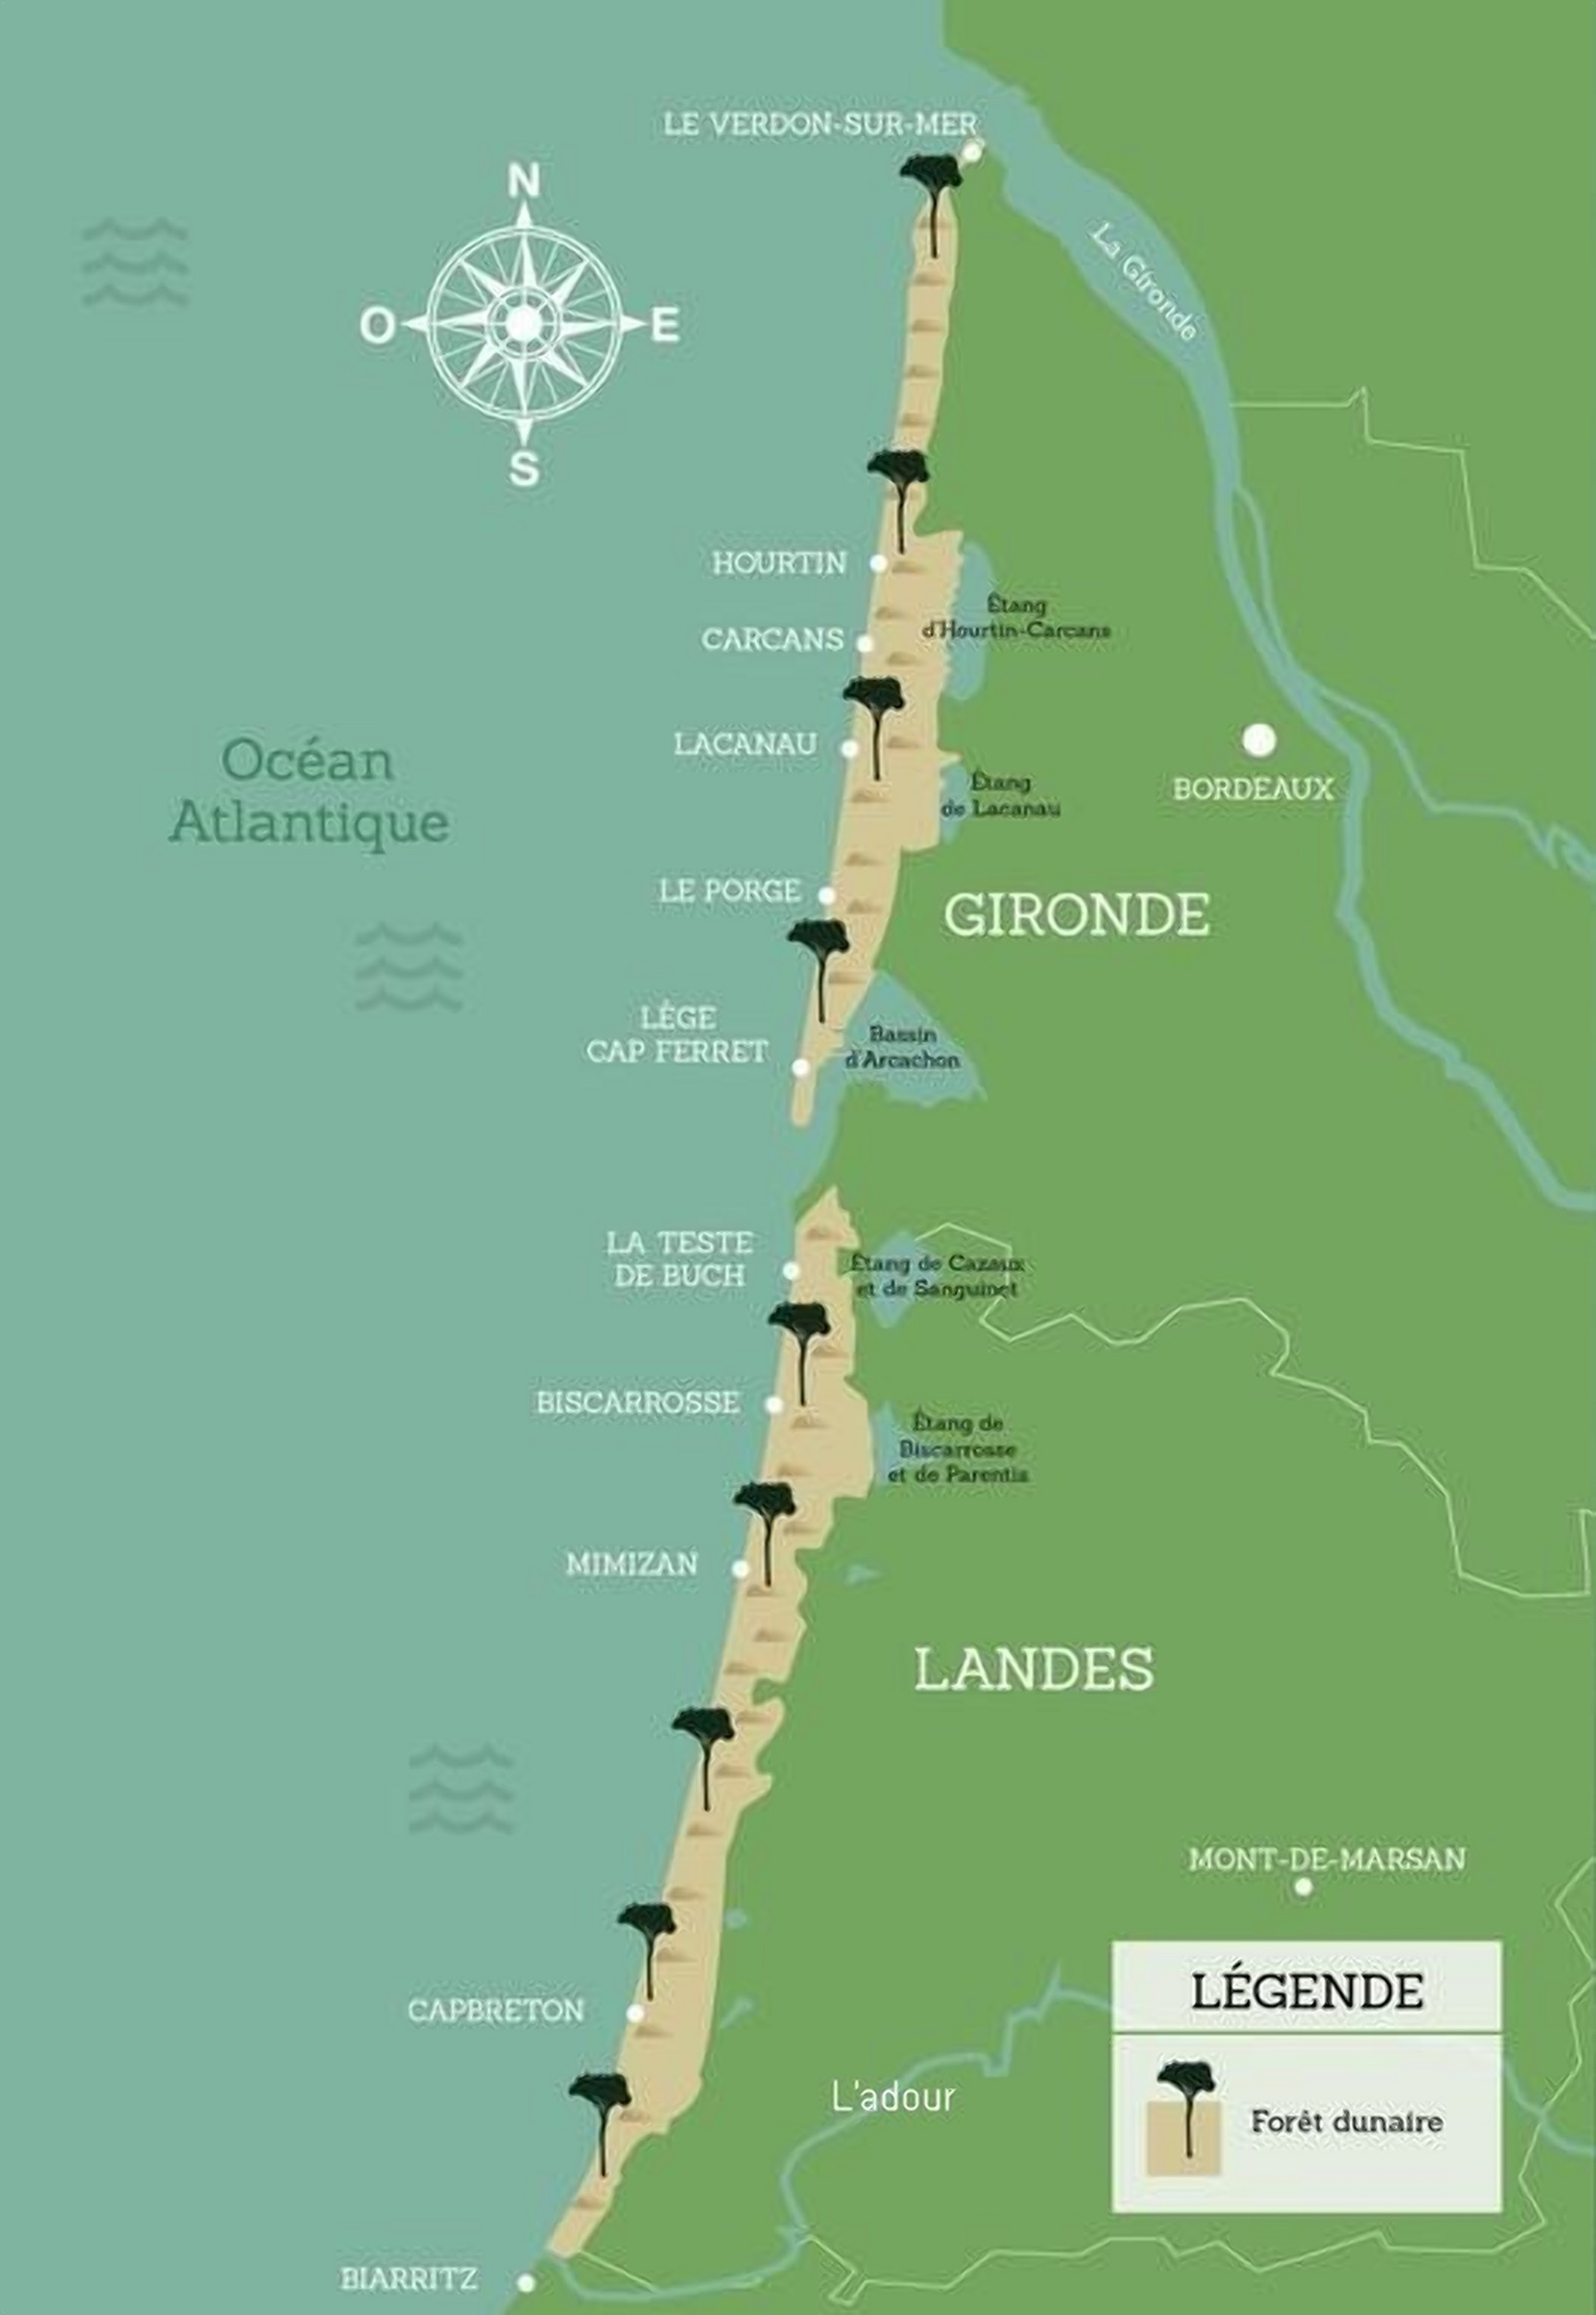 LE VERDON-SUR-MER
N
O
E
S
La Gironde
HOURTIN
Étang
d'Hourtin-Carcans
CARCANS
LACANAU
Océan
Atlantique
Étang
de Lacanau
BORDEAUX
LE PORGE
GIRONDE
LÉGE
CAP FERRET
Bassin
d'Arcachon
LA TESTE
DE BUCH
Étang de Cazaux
et de Sanguinet
BISCARROSSE
Étang de
Biscarrosse
et de Parentis
MIMIZAN
LANDES
MONT-DE-MARSAN
CAPBRETON
L'adour
LÉGENDE
Forêt dunaire
BIARRITZ